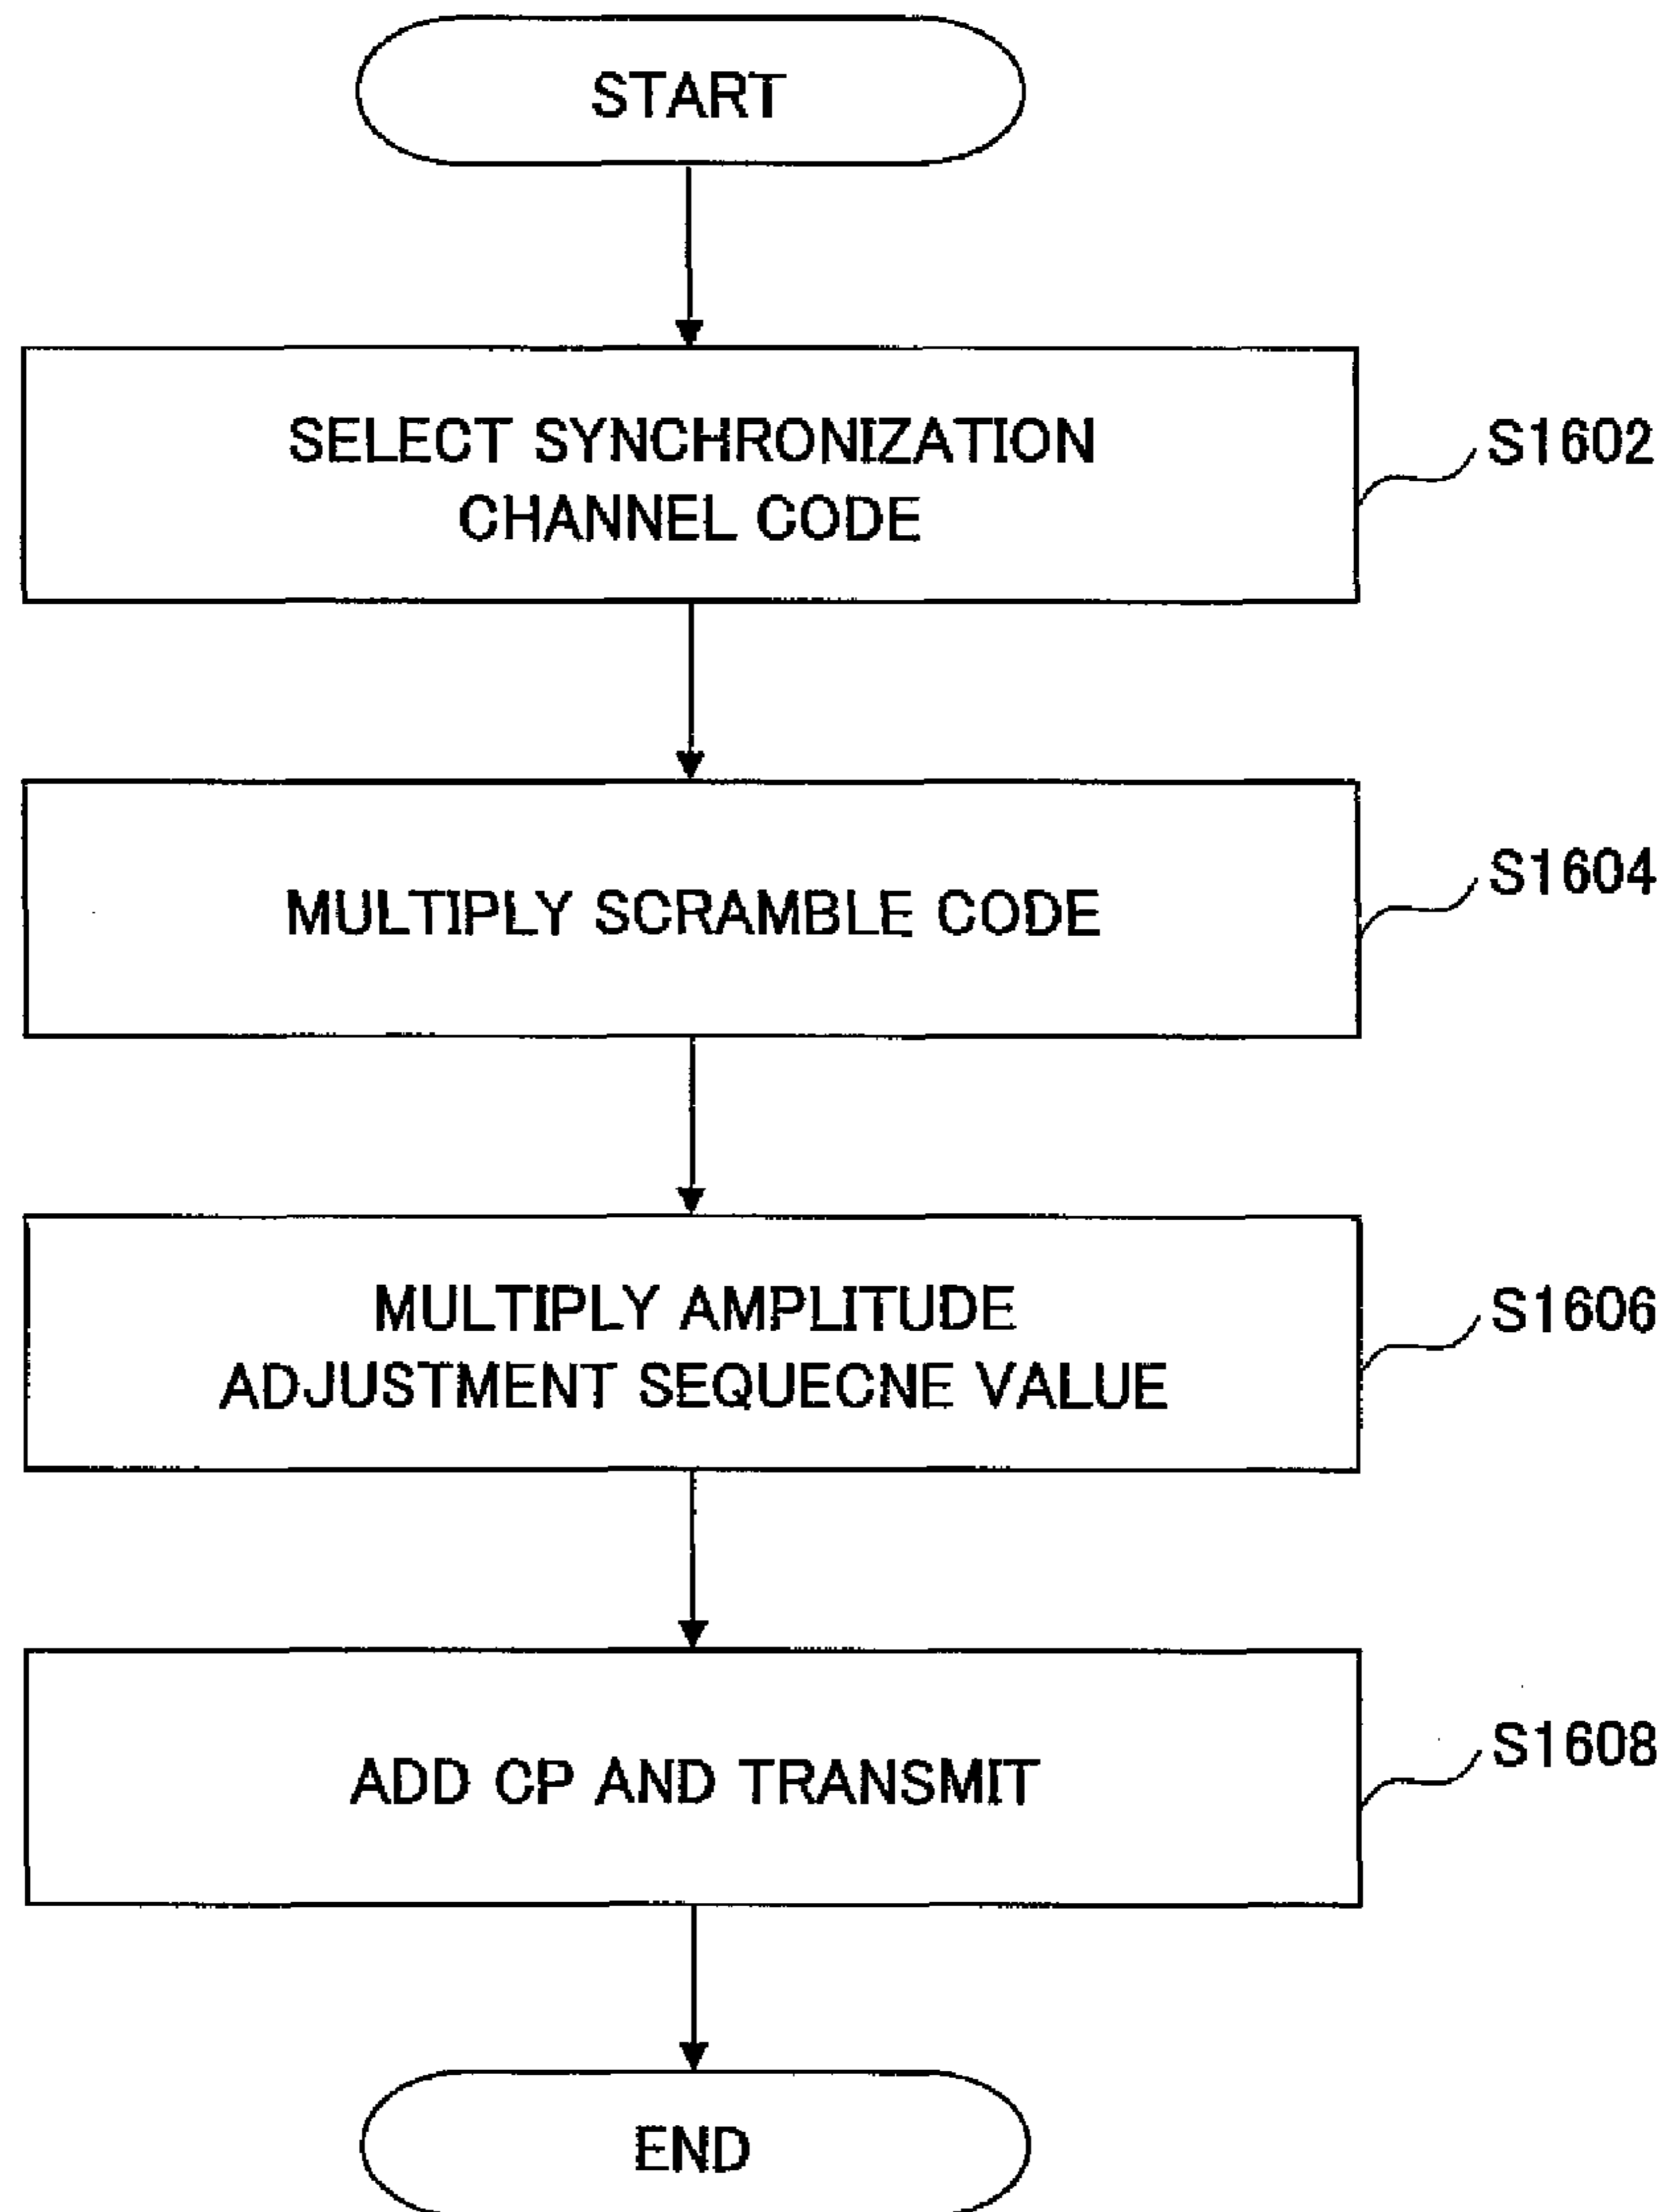 START
SELECT SYNCHRONIZATION
CHANNEL CODE
S1602
MULTIPLY SCRAMBLE CODE
S1604
MULTIPLY AMPLITUDE
ADJUSTMENT SEQUECNE VALUE
S1606
ADD CP AND TRANSMIT
S1608
END